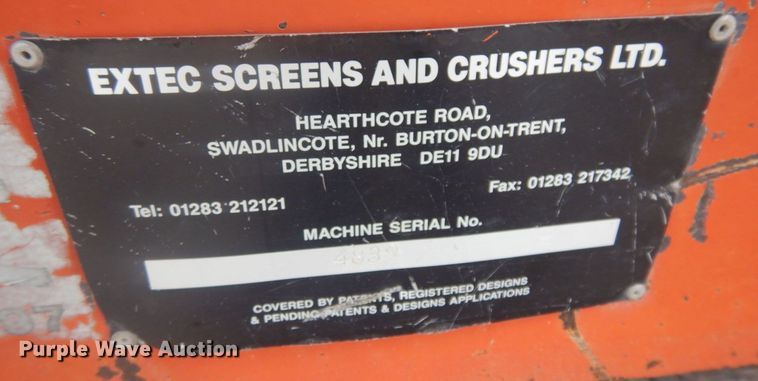 EXTEC SCREENS AND CRUSHERS LTD.
HEARTHCOTE ROAD,
SWADLINCOTE, Nr. BURTON-ON-TRENT,
DERBYSHIRE DE11 9DU
Tel: 01283 212121
Fax: 01283 217342
MACHINE SERIAL No.
COVERED BY PATENTS, REGISTERED DESIGNS
& PENDING PATENTS & DESIGNS APPLICATIONS
Purple Wave Auction